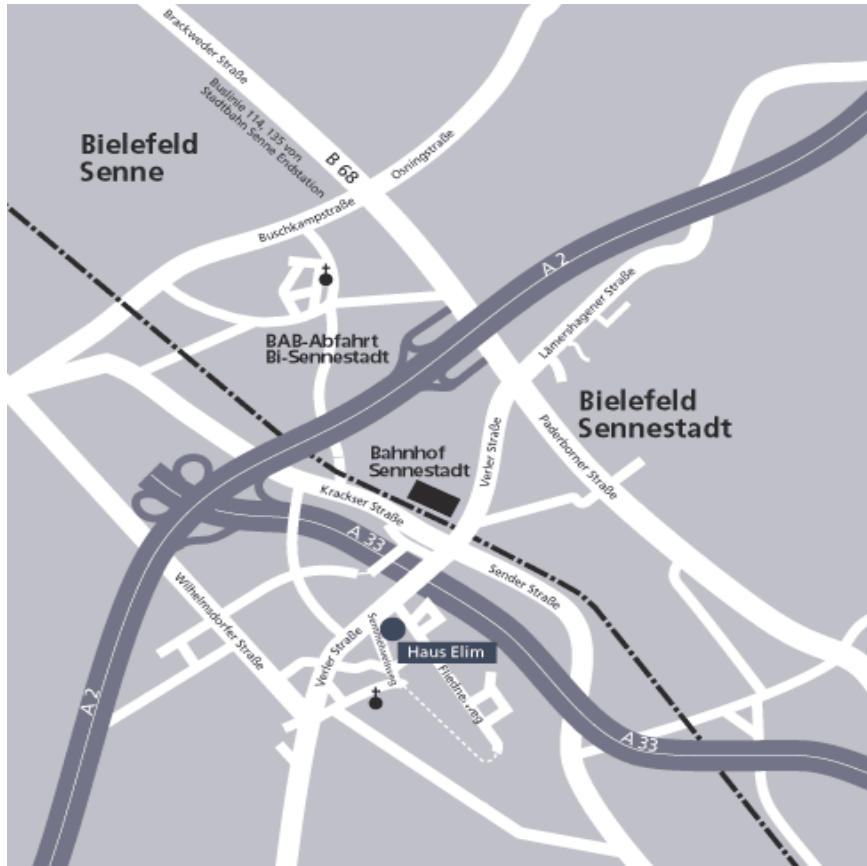 Brackweder Straße
Buslinie 114, 135 von
Stadtbahn Senne Endstation
B 68
Osningstraße
Bielefeld
Senne
Buschkampstraße
A 2
Lämershagener Straße
BAB-Abfahrt
Bi-Sennestadt
Bielefeld
Sennestadt
Paderborner Straße
Verler Straße
Bahnhof
Sennestadt
Krackser Straße
A 33
Sender Straße
Wilhelmsdorfer Straße
Verler Straße
Haus Elim
Fliednerweg
A 2
A 33